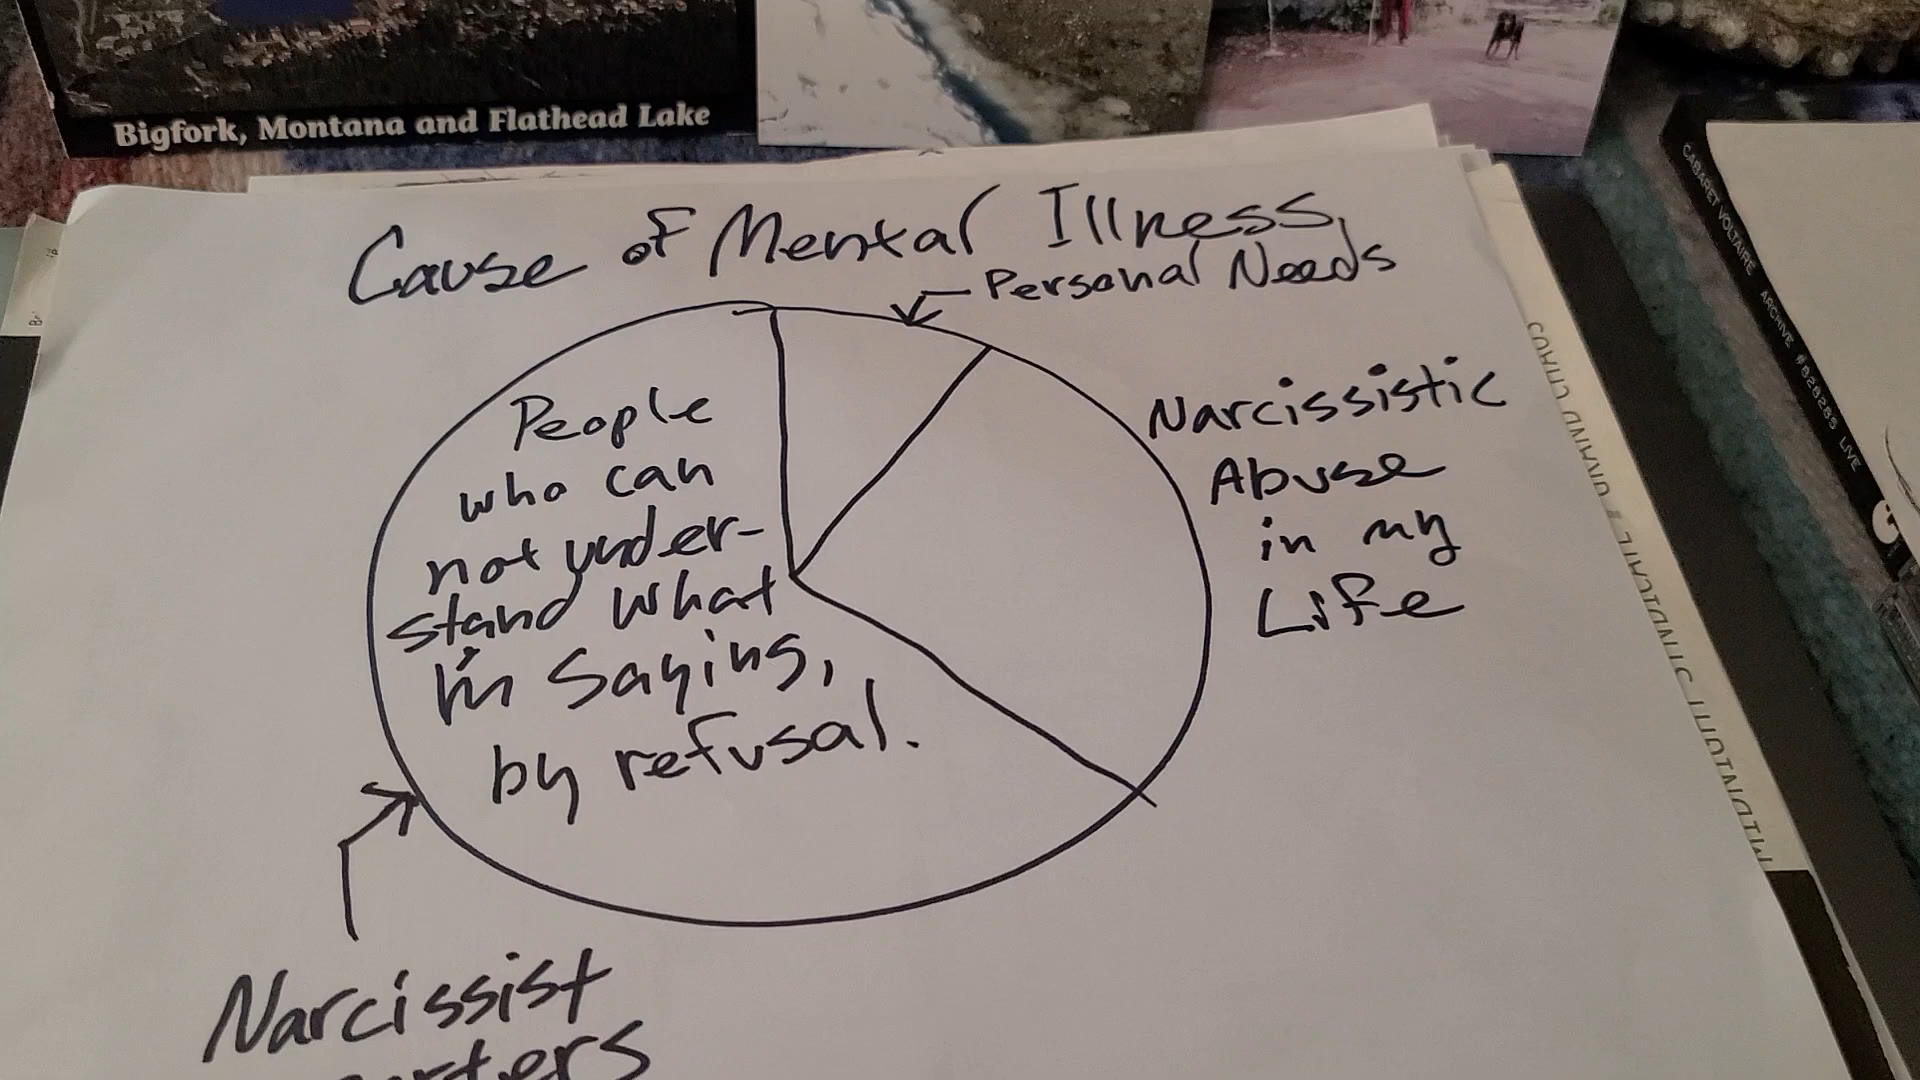 Bigfork, Montana and Flathead Lake
Cause of Mental Illness,
Personal Needs
People
who can
not under-
stand what
I'm saying,
by refusal.
Narcissistic
Abuse
in my
Life
Narcissist
CABARET VOLTAIRE ARCHIVE #828285 LIVE